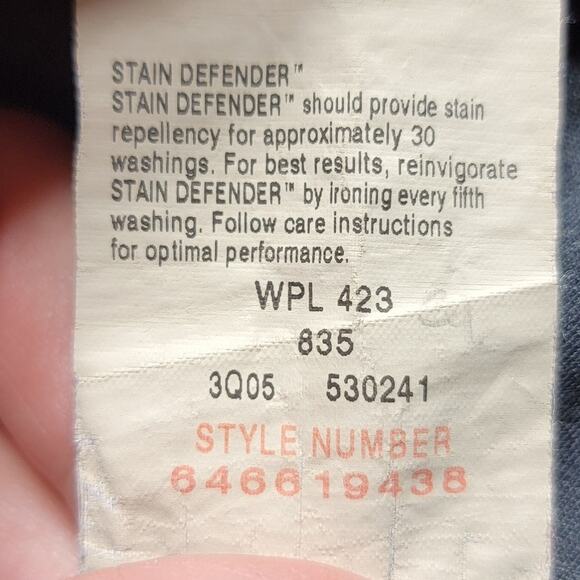 STAIN DEFENDER™
STAIN DEFENDER™ should provide stain
repellency for approximately 30
washings. For best results, reinvigorate
STAIN DEFENDER™ by ironing every fifth
washing. Follow care instructions
for optimal performance.
WPL 423
835
3Q05 530241
STYLE NUMBER
646619438